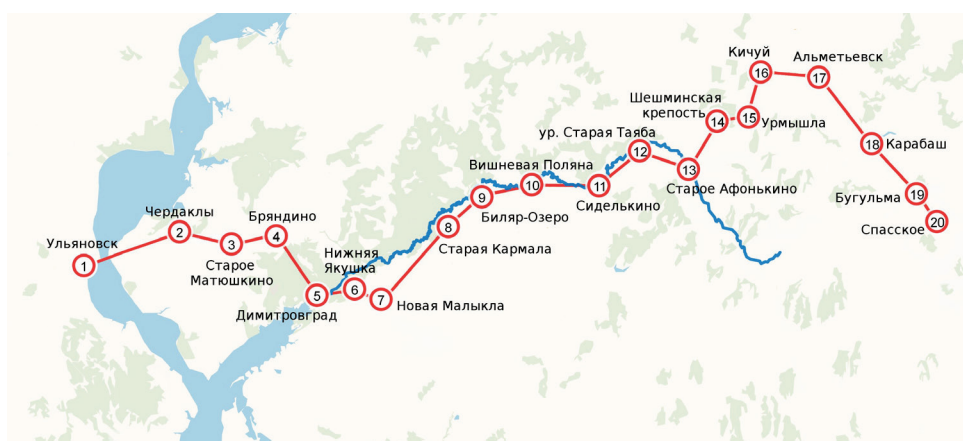 Ульяновск
1
Чердаклы
2
3
Старое
Матюшкино
Бряндино
4
5
Димитровград
Нижняя
Якушка
6
7
Новая Малыкла
8
Старая Кармала
9
Биляр-Озеро
Вишневая Поляна
10
11
Сиделькино
ур. Старая Таяба
12
13
Старое Афонькино
Шешминская
крепость
14
15
Урмышла
Кичуй
16
Альметьевск
17
18
Карабаш
19
Бугульма
20
Спасское